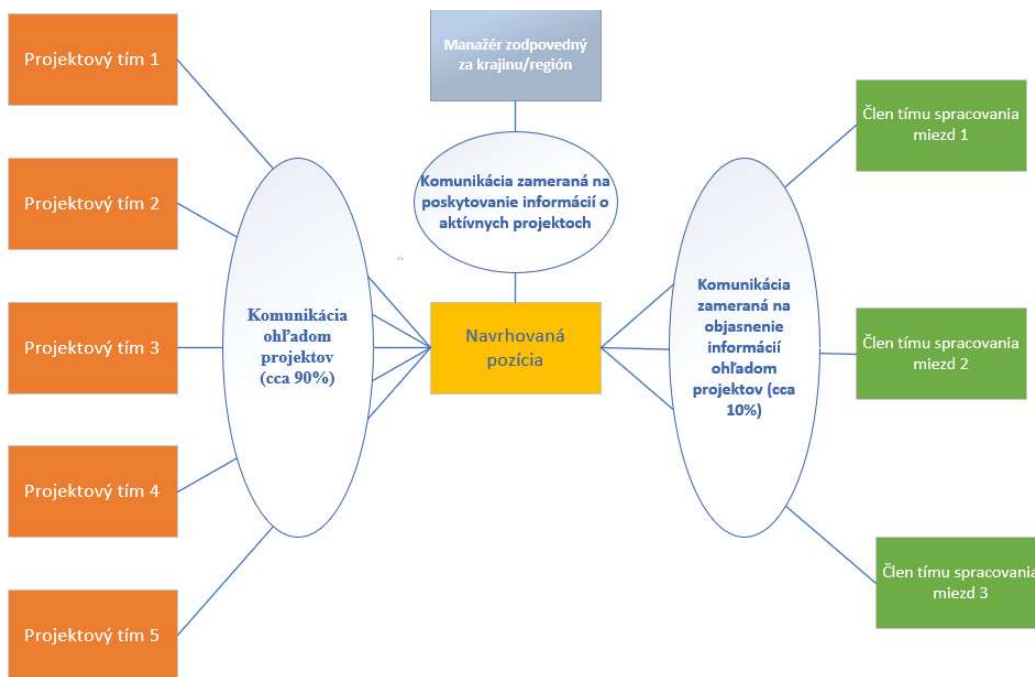 Projektový tím 1
Projektový tím 2
Projektový tím 3
Projektový tím 4
Projektový tím 5
Komunikácia
ohľadom
projektov
(cca 90%)
Manažér zodpovedný
za krajinu/región
Komunikácia zameraná na
poskytovanie informácií o
aktívnych projektoch
Navrhovaná
pozícia
Komunikácia
zameraná na
objasnenie
informácií
ohľadom
projektov (cca
10%)
Člen tímu spracovania
miezd 1
Člen tímu spracovania
miezd 2
Člen tímu spracovania
miezd 3